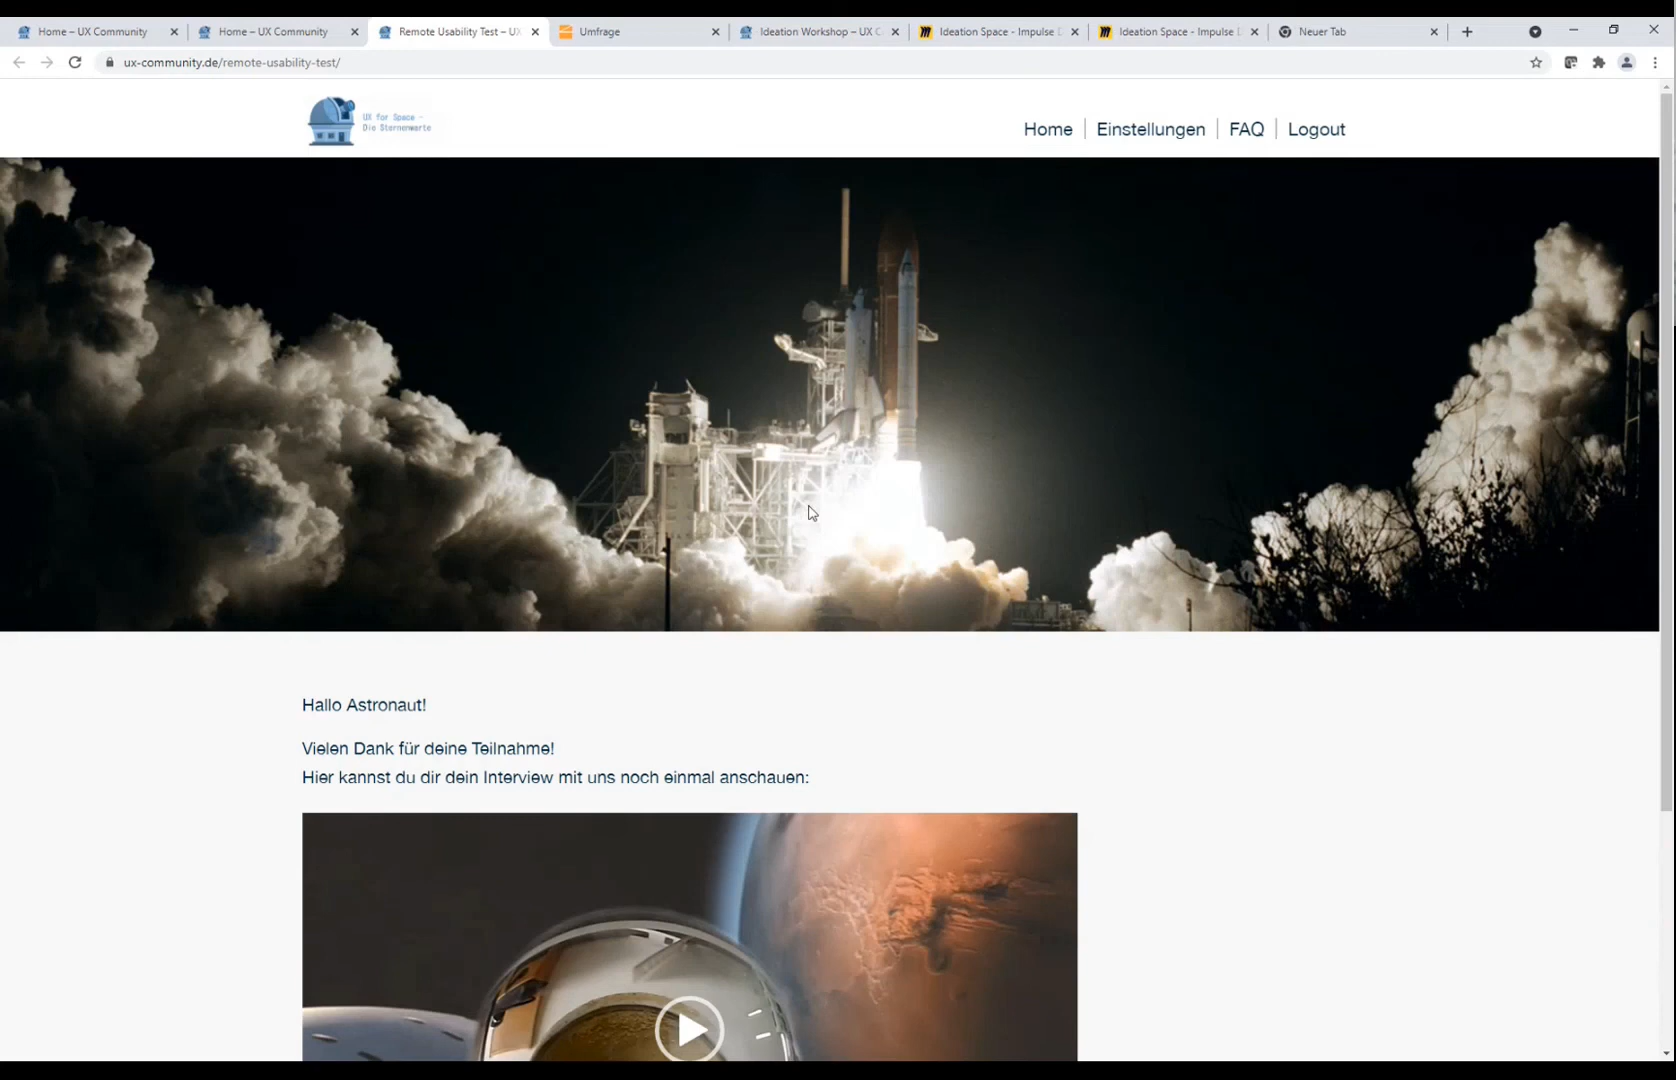 Home – UX Community
Home – UX Community
Remote Usability Test – UX
Umfrage
Ideation Workshop – UX C
Ideation Space - Impulse D
Ideation Space - Impulse D
Neuer Tab
ux-community.de/remote-usability-test/
UX for Space -
Die Sternenwarte
Home
Einstellungen
FAQ
Logout
Hallo Astronaut!
Vielen Dank für deine Teilnahme!
Hier kannst du dir dein Interview mit uns noch einmal anschauen: